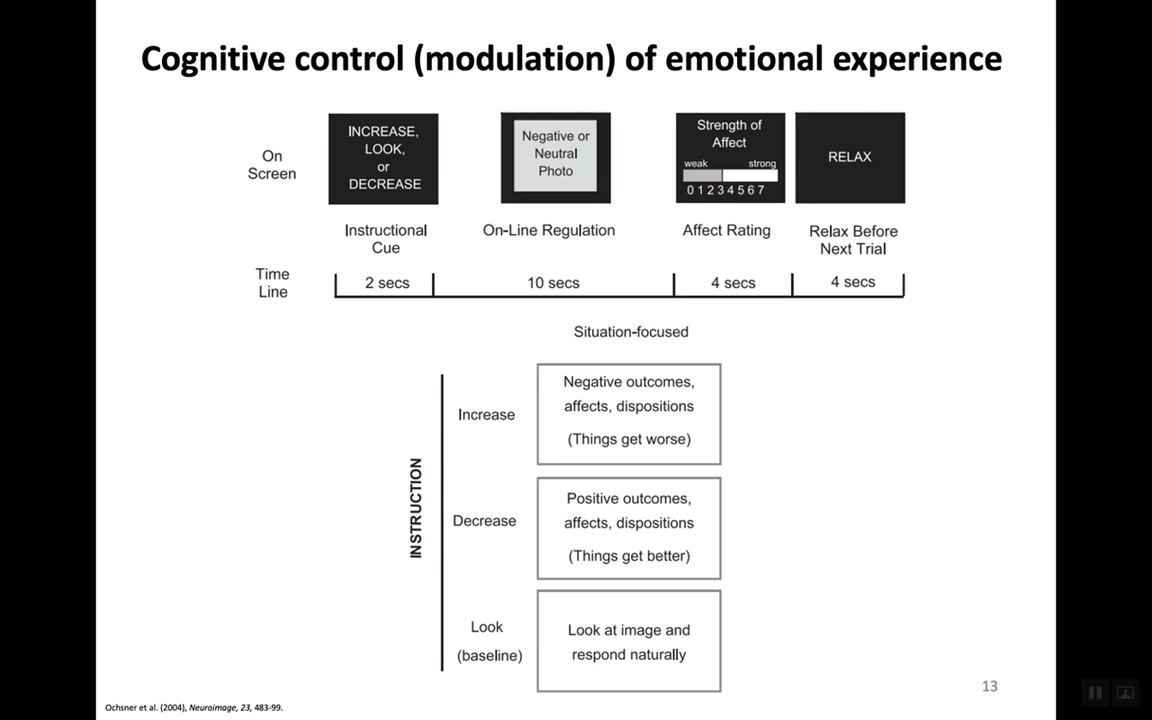 Cognitive control (modulation) of emotional experience
On
Screen
INCREASE,
LOOK,
or
DECREASE
Negative or
Neutral
Photo
Strength of
Affect
weak strong
0 1 2 3 4 5 6 7
RELAX
Instructional
Cue
On-Line Regulation
Affect Rating
Relax Before
Next Trial
Time
Line
2 secs
10 secs
4 secs
4 secs
Situation-focused
INSTRUCTION
Increase
Negative outcomes,
affects, dispositions
(Things get worse)
Decrease
Positive outcomes,
affects, dispositions
(Things get better)
Look
(baseline)
Look at image and
respond naturally
13
Ochsner et al. (2004), Neuroimage, 23, 483-99.